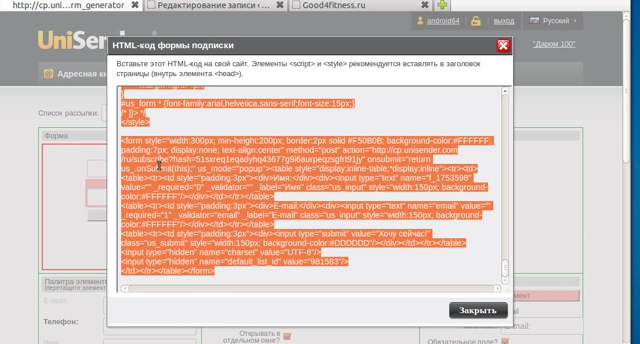 http://cp.uni...rm_generator
Редактирование записи ‹ ...
Good4fitness.ru
UniSen
android64
выход
Русский
"Даром 100"
Адресная кн
HTML-код формы подписки
Вставьте этот HTML-код на свой сайт. Элементы <script> и <style> рекомендуется вставлять в заголовок
страницы (внутрь элемента <head>).
Список рассылки:
Форма
}
#us_form * {font-family:arial,helvetica,sans-serif;font-size:15px;}
/* ]]> */
</style>
<form style="width:300px; min-height:200px; border:2px solid #F50B0B; background-color:#FFFFFF;
padding:7px; display:none; text-align:center" method="post" action="http://cp.unisender.com
/ru/subscribe?hash=51sxreq1eqadyhq43677g9i6aurpeqzsgfrt91jy" onsubmit="return
us_.onSubmit(this);" us_mode="popup"><table style="display:inline-table;*display:inline"><tr><td>
<table><tr><td style="padding:3px"><div>Имя:</div><div><input type="text" name="f_1753598"
value="" _required="0" _validator="" _label="Имя" class="us_input" style="width:150px; background-
color:#FFFFFF"/></div></td></tr></table>
<table><tr><td style="padding:3px"><div>E-mail:</div><div><input type="text" name="email" value=""
_required="1" _validator="email" _label="E-mail" class="us_input" style="width:150px; background-
color:#FFFFFF"/></div></td></tr></table>
<table><tr><td style="padding:3px"><div><input type="submit" value="Хочу сейчас!"
class="us_submit" style="width:150px; background-color:#DDDDDD"/></div></td></tr></table>
<input type="hidden" name="charset" value="UTF-8"/>
<input type="hidden" name="default_list_id" value="981583"/>
</td></tr></table></form>
Палитра элемент
(перетащите элемент
E-mail:
Телефон:
Закрыть
Открывать в
отдельном окне?
Обязательное поле?